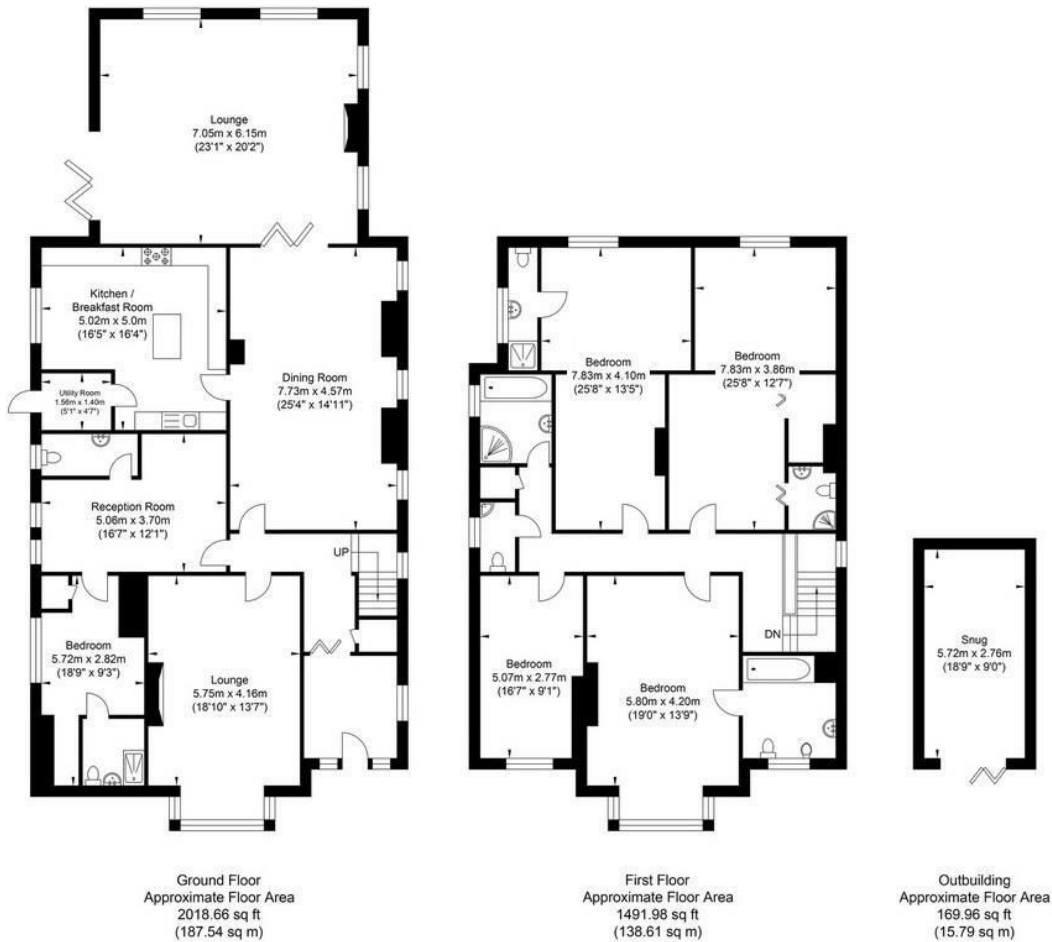 Lounge
7.05m x 6.15m
(23'1" x 20'2")
Kitchen /
Breakfast Room
5.02m x 5.0m
(16'5" x 16'4")
Utility Room
1.56m x 1.40m
(5'1" x 4'7")
Dining Room
7.73m x 4.57m
(25'4" x 14'11")
Reception Room
5.06m x 3.70m
(16'7" x 12'1")
UP
Bedroom
5.72m x 2.82m
(18'9" x 9'3")
Lounge
5.75m x 4.16m
(18'10" x 13'7")
Ground Floor
Approximate Floor Area
2018.66 sq ft
(187.54 sq m)
Bedroom
7.83m x 4.10m
(25'8" x 13'5")
Bedroom
7.83m x 3.86m
(25'8" x 12'7")
DN
Bedroom
5.07m x 2.77m
(16'7" x 9'1")
Bedroom
5.80m x 4.20m
(19'0" x 13'9")
First Floor
Approximate Floor Area
1491.98 sq ft
(138.61 sq m)
Snug
5.72m x 2.76m
(18'9" x 9'0")
Outbuilding
Approximate Floor Area
169.96 sq ft
(15.79 sq m)